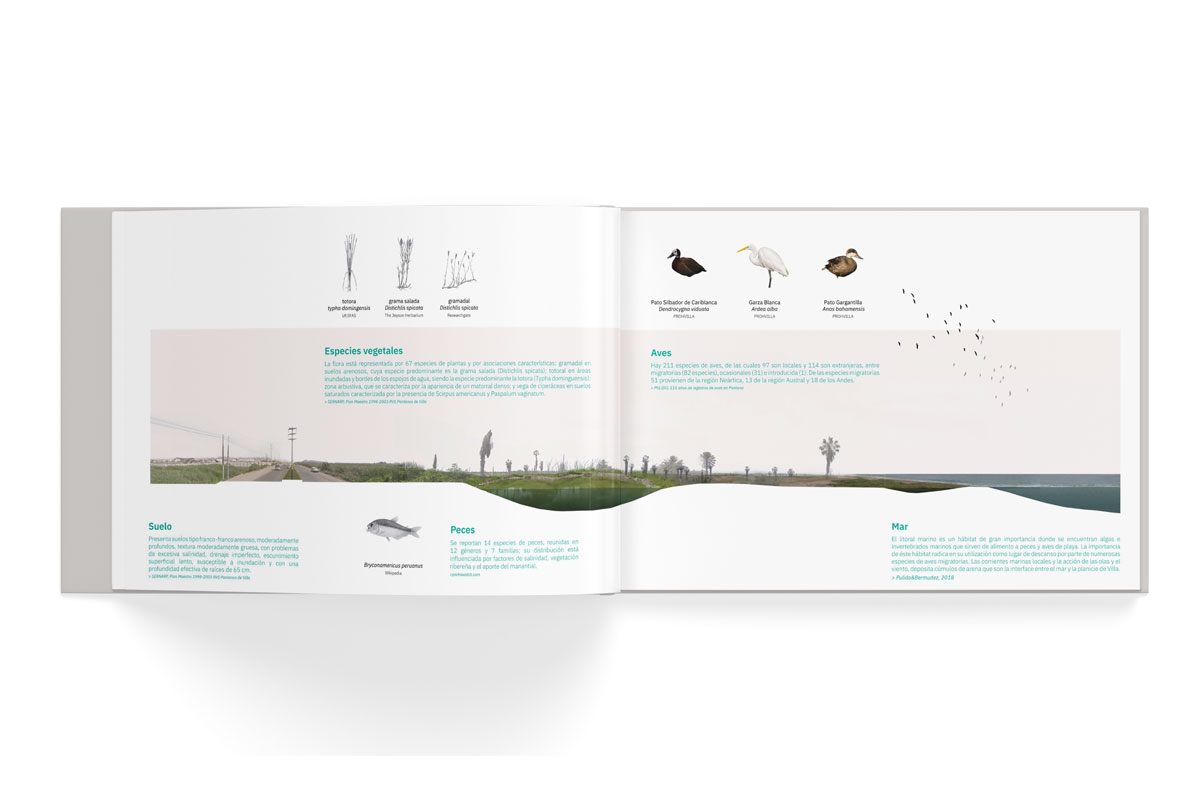 totora
typha domingensis
grama salada
Distichlis spicata
The Jepson Herbarium
gramadal
Distichlis spicata
Researchgate
Pato Silbador de Cariblanca
Dendrocygna viduata
PROHVILLA
Garza Blanca
Ardea alba
PROHVILLA
Pato Gargantilla
Anas bahamensis
PROHVILLA
Especies vegetales
La flora está representada por 67 especies de plantas y por asociaciones características: gramadal en
suelos arenosos, cuya especie predominante es la grama salada (Distichlis spicata); totoral en áreas
inundadas y bordes de los espejos de agua, siendo la especie predominante la totora (Typha dominguensis);
zona arbustiva, que se caracteriza por la apariencia de un matorral denso; y vega de ciperáceas en suelos
saturados caracterizada por la presencia de Scirpus americanus y Paspalum vaginatum.
> SERNANP, Plan Maestro 1998-2003 RVS Pantanos de Villa
Aves
Hay 211 especies de aves, de las cuales 97 son locales y 114 son extranjeras, entre
migratorias (82 especies), ocasionales (31) e introducida (1). De las especies migratorias
51 provienen de la región Neártica, 13 de la región Austral y 18 de los Andes.
Suelo
Presenta suelos tipo franco-franco arenoso, moderadamente
profundos, textura moderadamente gruesa, con problemas
de excesiva salinidad, drenaje imperfecto, escurrimiento
superficial lento, susceptible a inundación y con una
profundidad efectiva de raíces de 65 cm.
> SERNANP, Plan Maestro 1998-2003 RVS Pantanos de Villa
Bryconamericus peruanus
Wikipedia
Peces
Se reportan 14 especies de peces, reunidas en
12 géneros y 7 familias; su distribución está
influenciada por factores de salinidad, vegetación
ribereña y el aporte del manantial.
Mar
El litoral marino es un hábitat de gran importancia donde se encuentran algas e
invertebrados marinos que sirven de alimento a peces y aves de playa. La importancia
de éste hábitat radica en su utilización como lugar de descanso por parte de numerosas
especies de aves migratorias. Las corrientes marinas locales y la acción de las olas y el
viento, deposita cúmulos de arena que son la interface entre el mar y la planicie de Villa.
> Pulido&Bermúdez, 2018